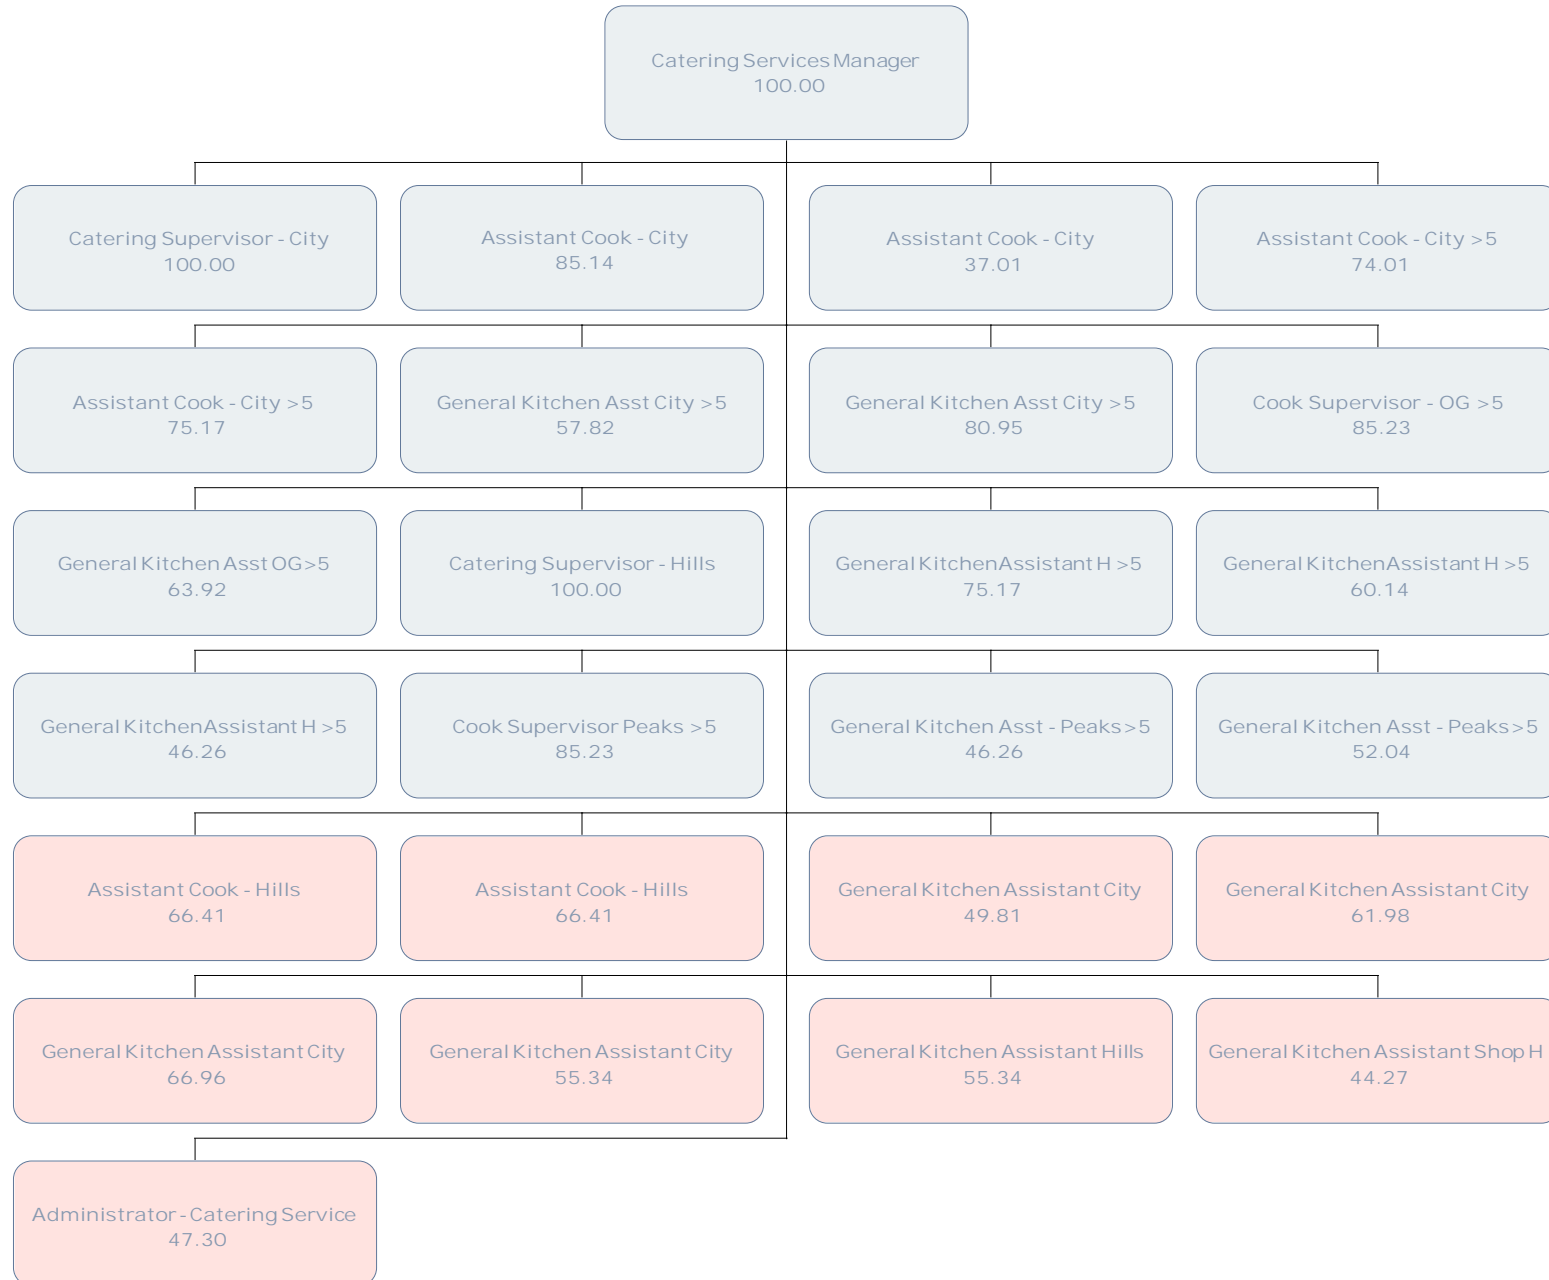 Catering Services Manager
100.00
Catering Supervisor - City
100.00
Assistant Cook - City
85.14
Assistant Cook - City
37.01
Assistant Cook - City >5
74.01
Assistant Cook - City >5
75.17
General Kitchen Asst City >5
57.82
General Kitchen Asst City >5
80.95
Cook Supervisor - OG >5
85.23
General Kitchen Asst OG>5
63.92
Catering Supervisor - Hills
100.00
General Kitchen Assistant H >5
75.17
General Kitchen Assistant H >5
60.14
General Kitchen Assistant H >5
46.26
Cook Supervisor Peaks >5
85.23
General Kitchen Asst - Peaks>5
46.26
General Kitchen Asst - Peaks>5
52.04
Assistant Cook - Hills
66.41
Assistant Cook - Hills
66.41
General Kitchen Assistant City
49.81
General Kitchen Assistant City
61.98
General Kitchen Assistant City
66.96
General Kitchen Assistant City
55.34
General Kitchen Assistant Hills
55.34
General Kitchen Assistant Shop H
44.27
Administrator - Catering Service
47.30